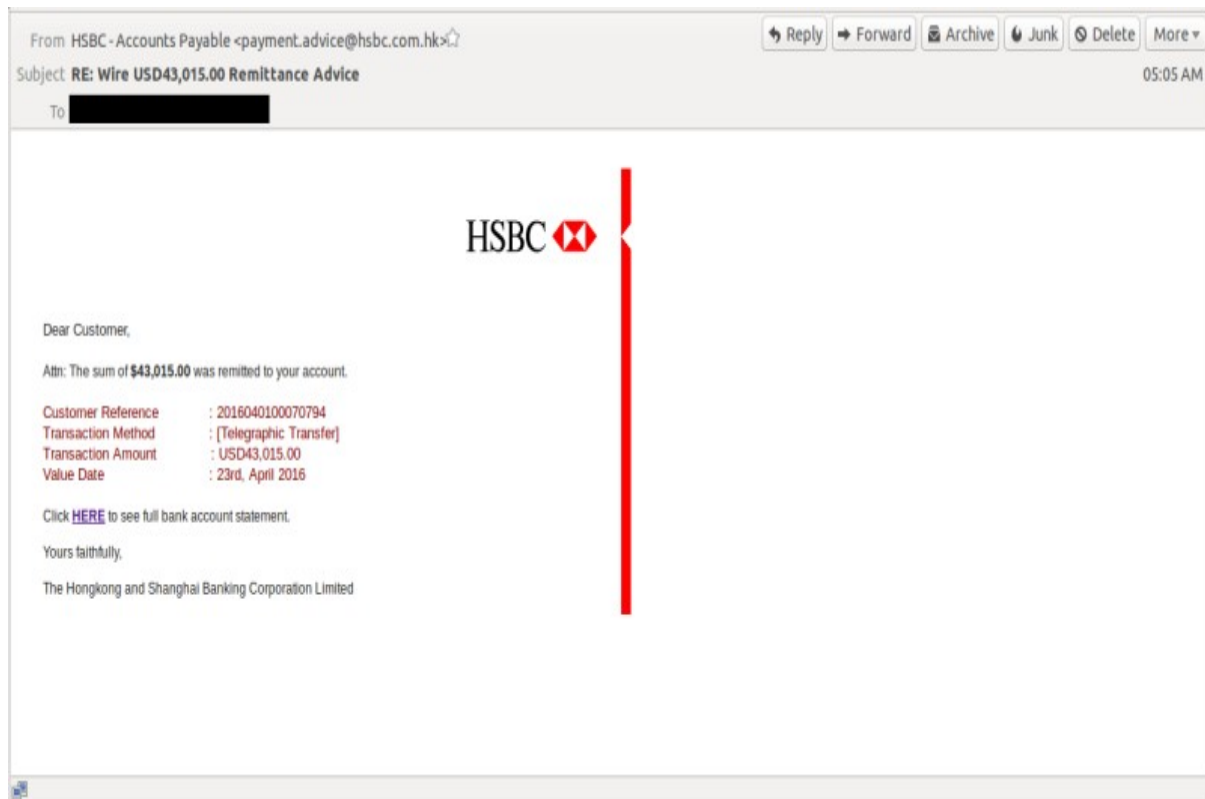 From HSBC - Accounts Payable <payment.advice@hsbc.com.hk>
Reply Forward Archive Junk Delete More
Subject RE: Wire USD43,015.00 Remittance Advice
05:05 AM
To
HSBC
Dear Customer,
Attn: The sum of $43,015.00 was remitted to your account.
Customer Reference : 2016040100070794
Transaction Method : [Telegraphic Transfer]
Transaction Amount : USD43,015.00
Value Date : 23rd, April 2016
Click HERE to see full bank account statement.
Yours faithfully,
The Hongkong and Shanghai Banking Corporation Limited